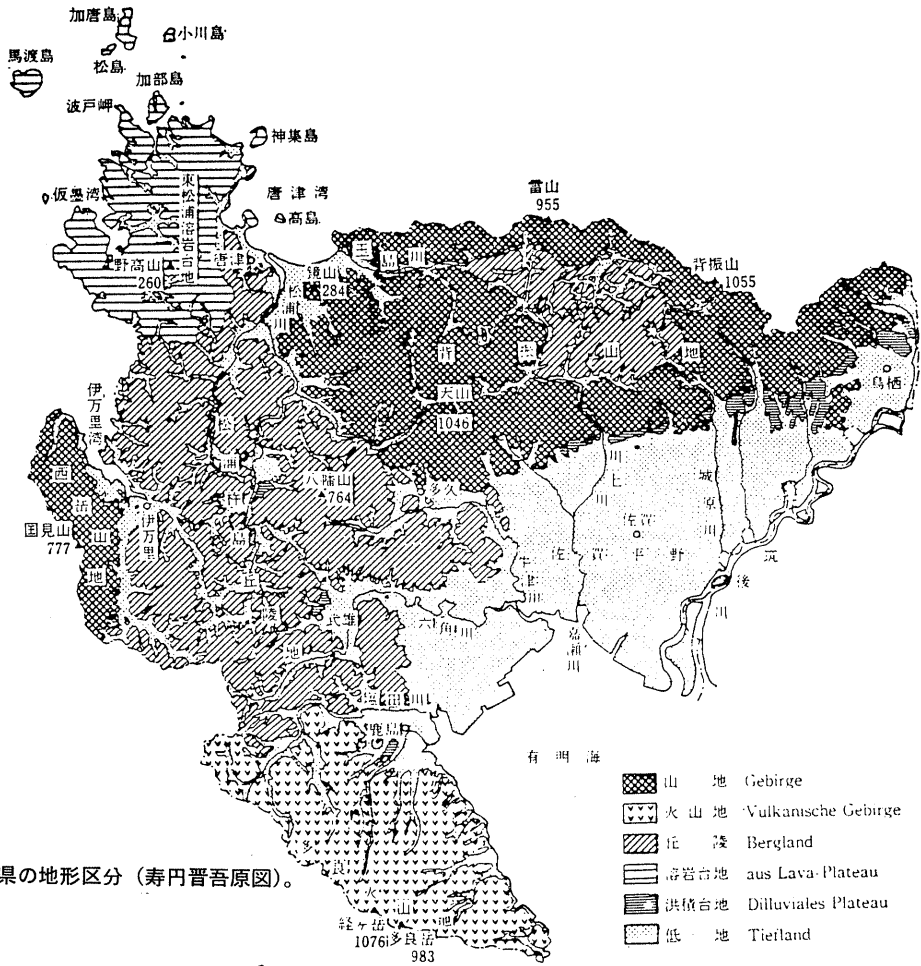 加唐島
小川島
馬渡島
松島
加部島
波戸岬
神集島
仮屋湾
唐津湾
高島
東松浦溶岩台地
唐津
野高山
260
雷山
955
玉島川
鏡山
284
松浦川
背振山
1055
背振山地
天山
1046
鳥栖
伊万里湾
松浦杵島丘陵地
八幡山
764
多久
川上川
城原川
佐賀
佐賀平野
筑後川
国見山
777
伊万里
牛津川
武雄
六角川
嘉瀬川
塩田川
鹿島
有明海
多良火山地
経ヶ岳
1076
多良岳
983
県の地形区分（寿円晋吾原図）。
山地 Gebirge
火山地 Vulkanische Gebirge
丘陵 Bergland
溶岩台地 aus Lava-Plateau
洪積台地 Dilluviales Plateau
低地 Tiefland